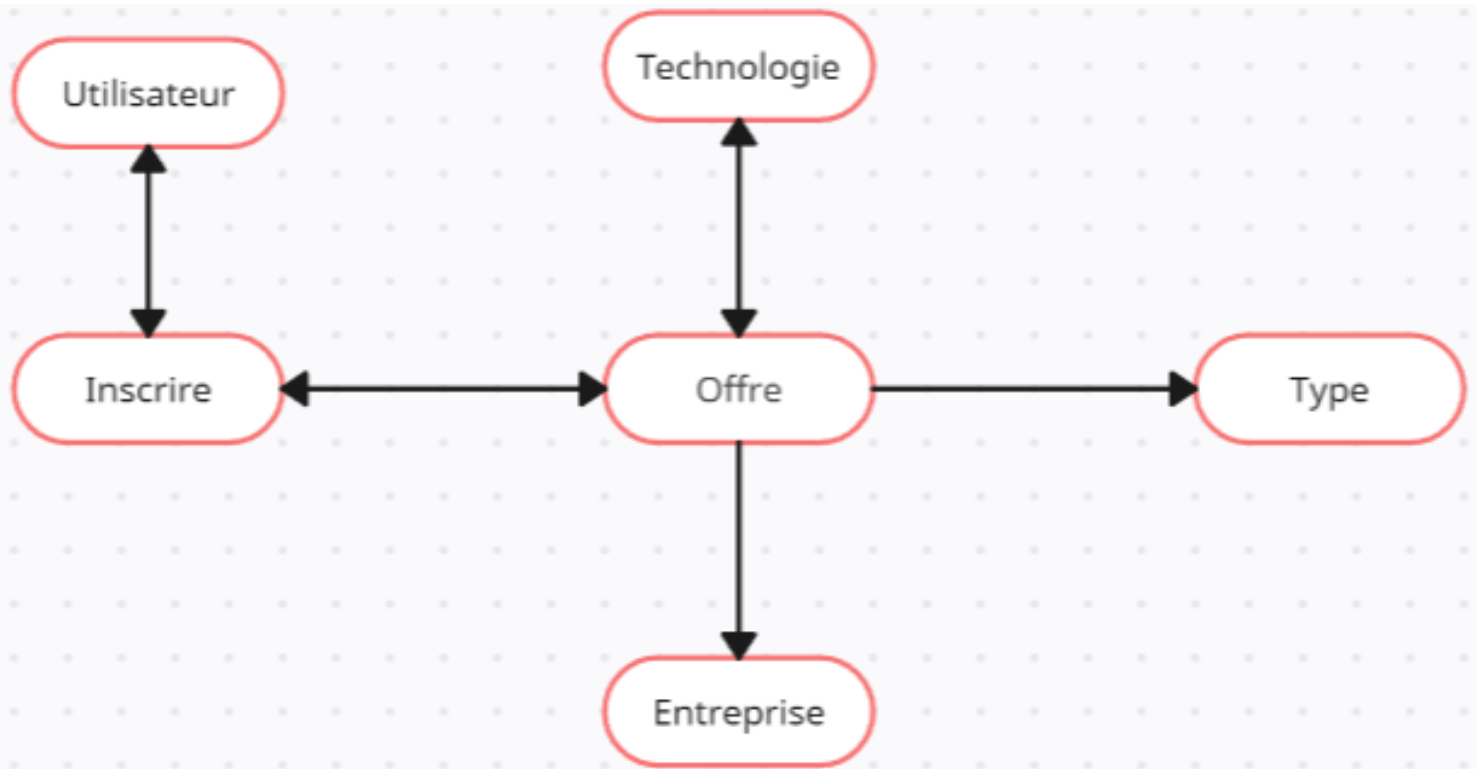 Utilisateur
Technologie
Inscrire
Offre
Type
Entreprise